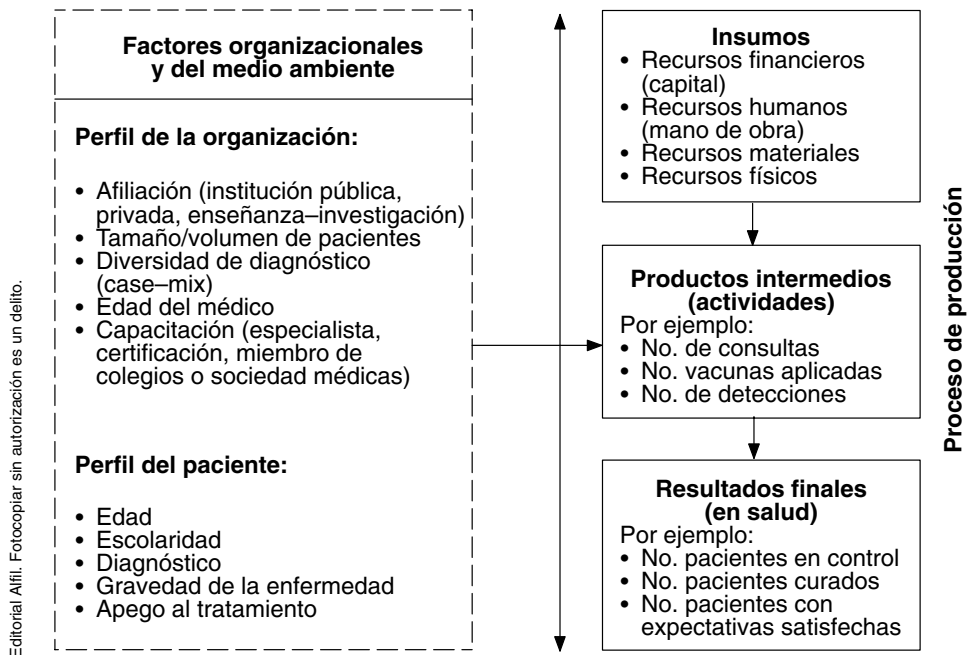 Factores organizacionales
y del medio ambiente
Perfil de la organización:
• Afiliación (institución pública,
privada, enseñanza–investigación)
• Tamaño/volumen de pacientes
• Diversidad de diagnóstico
(case–mix)
• Edad del médico
• Capacitación (especialista,
certificación, miembro de
colegios o sociedad médicas)
Perfil del paciente:
• Edad
• Escolaridad
• Diagnóstico
• Gravedad de la enfermedad
• Apego al tratamiento
Insumos
• Recursos financieros
(capital)
• Recursos humanos
(mano de obra)
• Recursos materiales
• Recursos físicos
Productos intermedios
(actividades)
Por ejemplo:
• No. de consultas
• No. vacunas aplicadas
• No. de detecciones
Resultados finales
(en salud)
Por ejemplo:
• No. pacientes en control
• No. pacientes curados
• No. pacientes con
expectativas satisfechas
Proceso de producción
Editorial Alfil. Fotocopiar sin autorización es un delito.